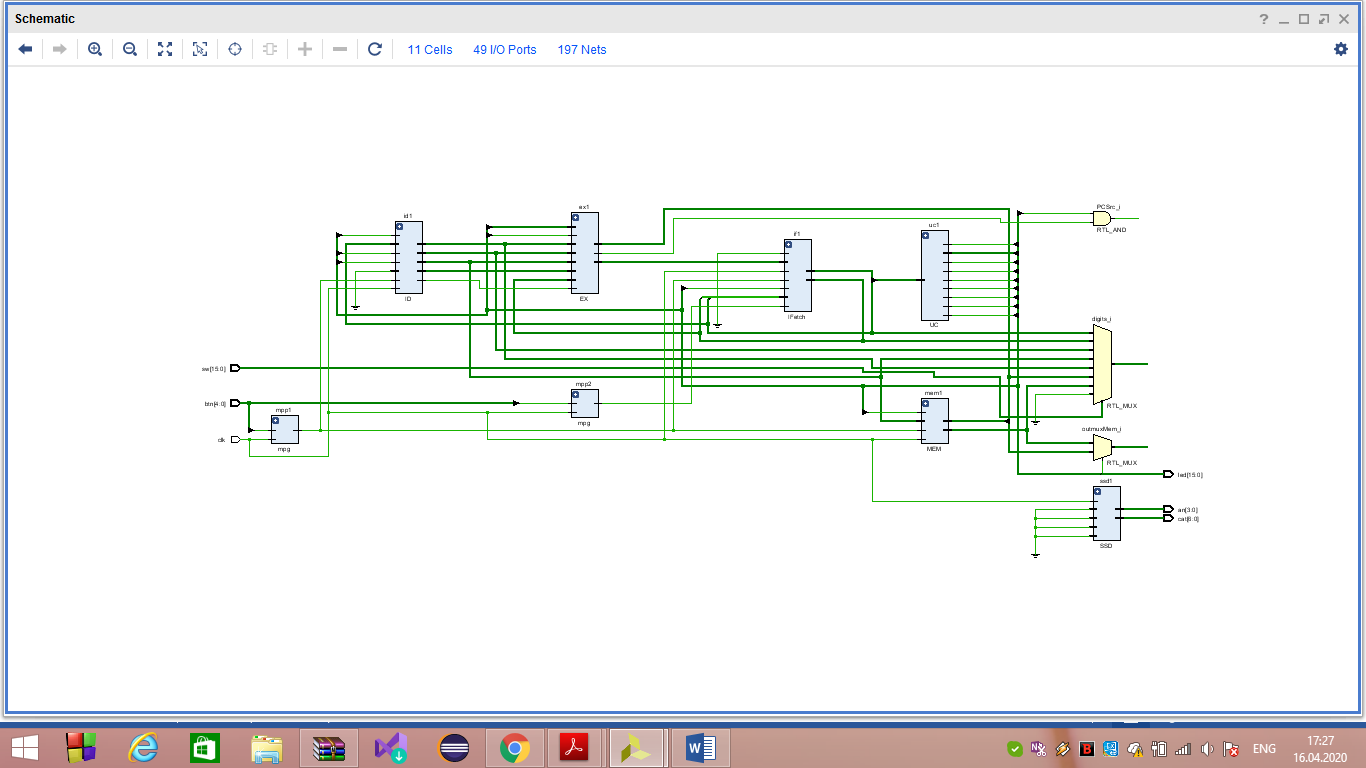 Schematic
11 Cells 49 I/O Ports 197 Nets
ex1
PCSrc_i
id1
uc1
RTL_AND
if1
ID
EX
IFetch
UC
digits_i
sw[15:0]
mpp2
mem1
btn[4:0]
RTL_MUX
mpp1
mpg
outmuxMem_i
clk
mpg
MEM
RTL_MUX
led[15:0]
ssd1
an[3:0]
cat[6:0]
SSD
ENG
17:27
16.04.2020